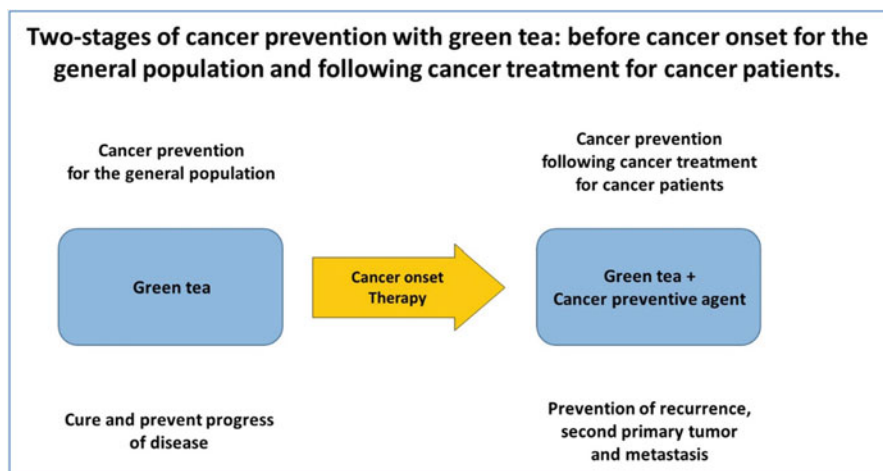 Two-stages of cancer prevention with green tea: before cancer onset for the
general population and following cancer treatment for cancer patients.
Cancer prevention
for the general population
Cancer prevention
following cancer treatment
for cancer patients
Green tea
Cancer onset
Therapy
Green tea +
Cancer preventive agent
Cure and prevent progress
of disease
Prevention of recurrence,
second primary tumor
and metastasis